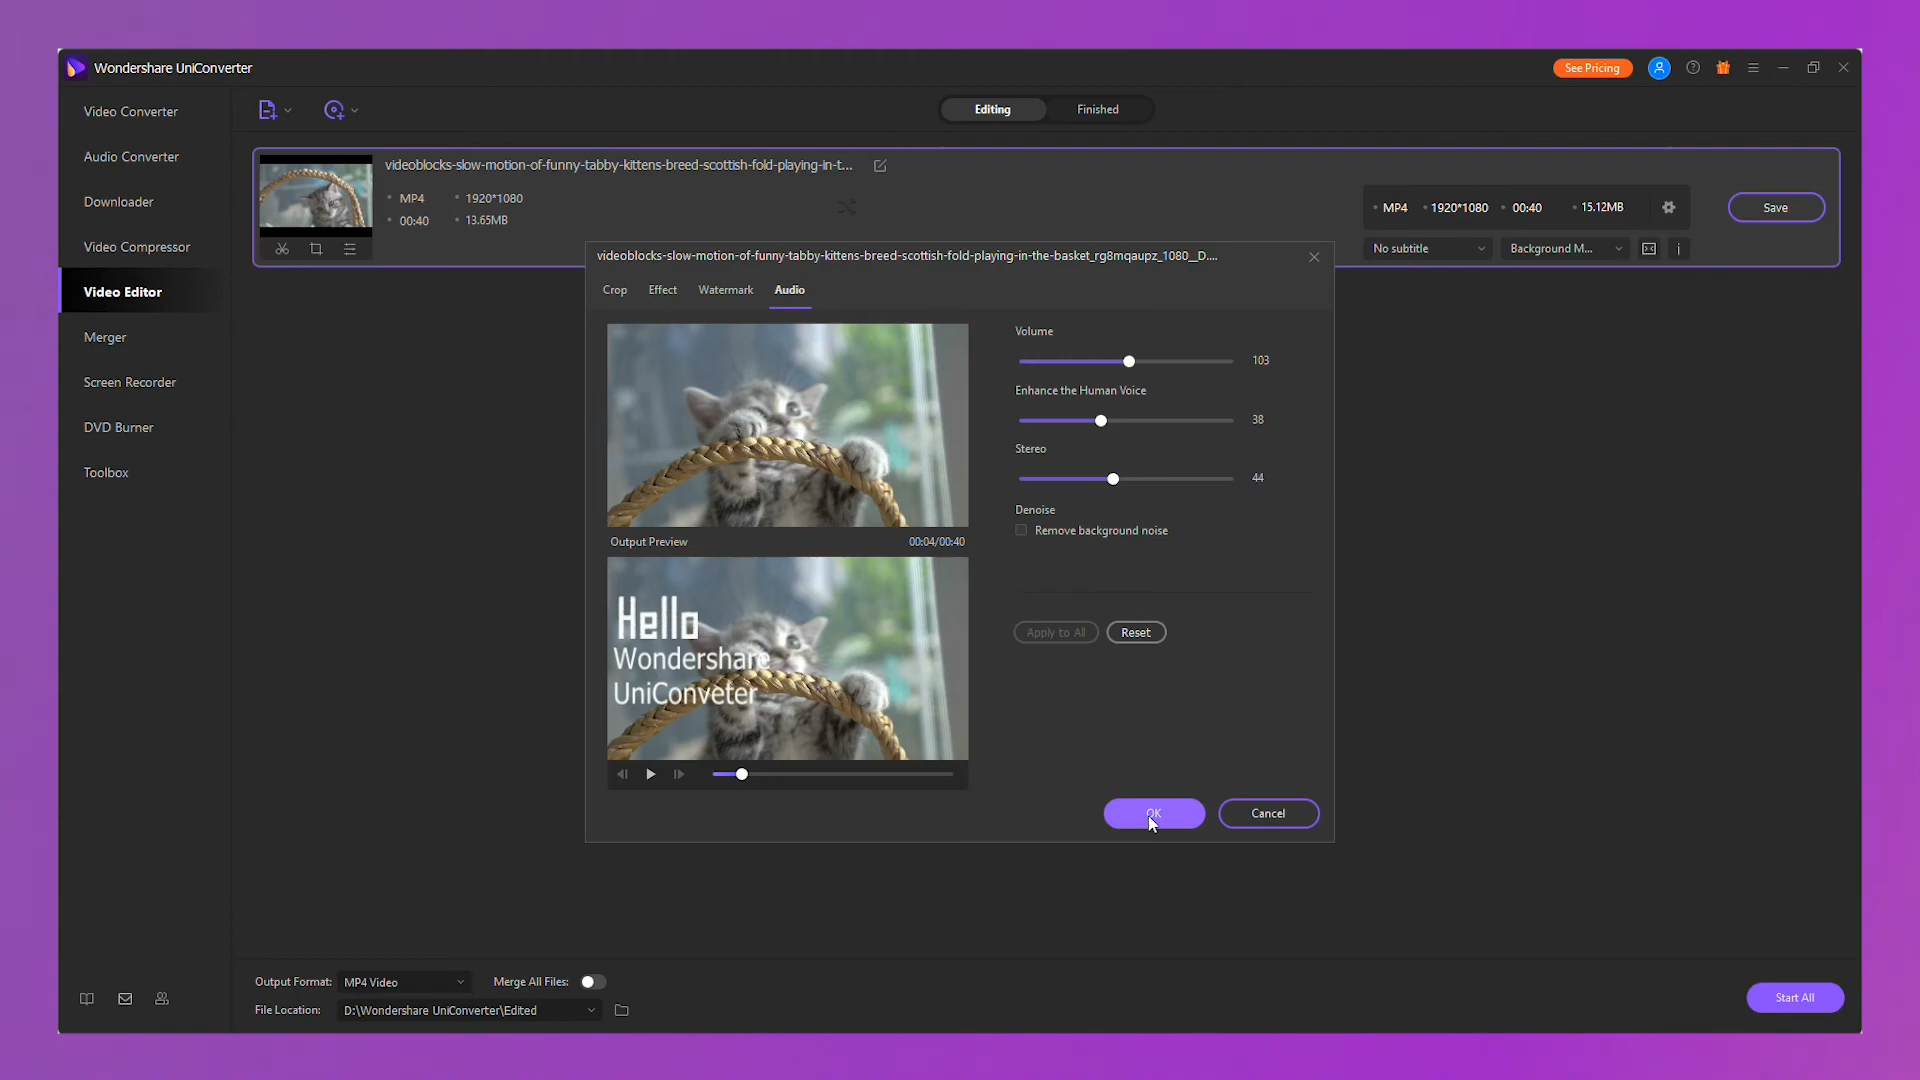 Wondershare UniConverter
See Pricing
Video Converter
Audio Converter
Downloader
Video Compressor
Video Editor
Merger
Screen Recorder
DVD Burner
Toolbox
Editing
Finished
videoblocks-slow-motion-of-funny-tabby-kittens-breed-scottish-fold-playing-in-t...
MP4
1920*1080
00:40
13.65MB
MP4
1920*1080
00:40
15.12MB
Save
No subtitle
Background M...
videoblocks-slow-motion-of-funny-tabby-kittens-breed-scottish-fold-playing-in-the-basket_rg8mqaupz_1080__D....
Crop
Effect
Watermark
Audio
Volume
103
Enhance the Human Voice
38
Stereo
44
Denoise
Remove background noise
Output Preview
00:04/00:40
Hello
Wondershare
UniConveter
Apply to All
Reset
OK
Cancel
Output Format:
MP4 Video
Merge All Files:
File Location:
D:\Wondershare UniConverter\Edited
Start All